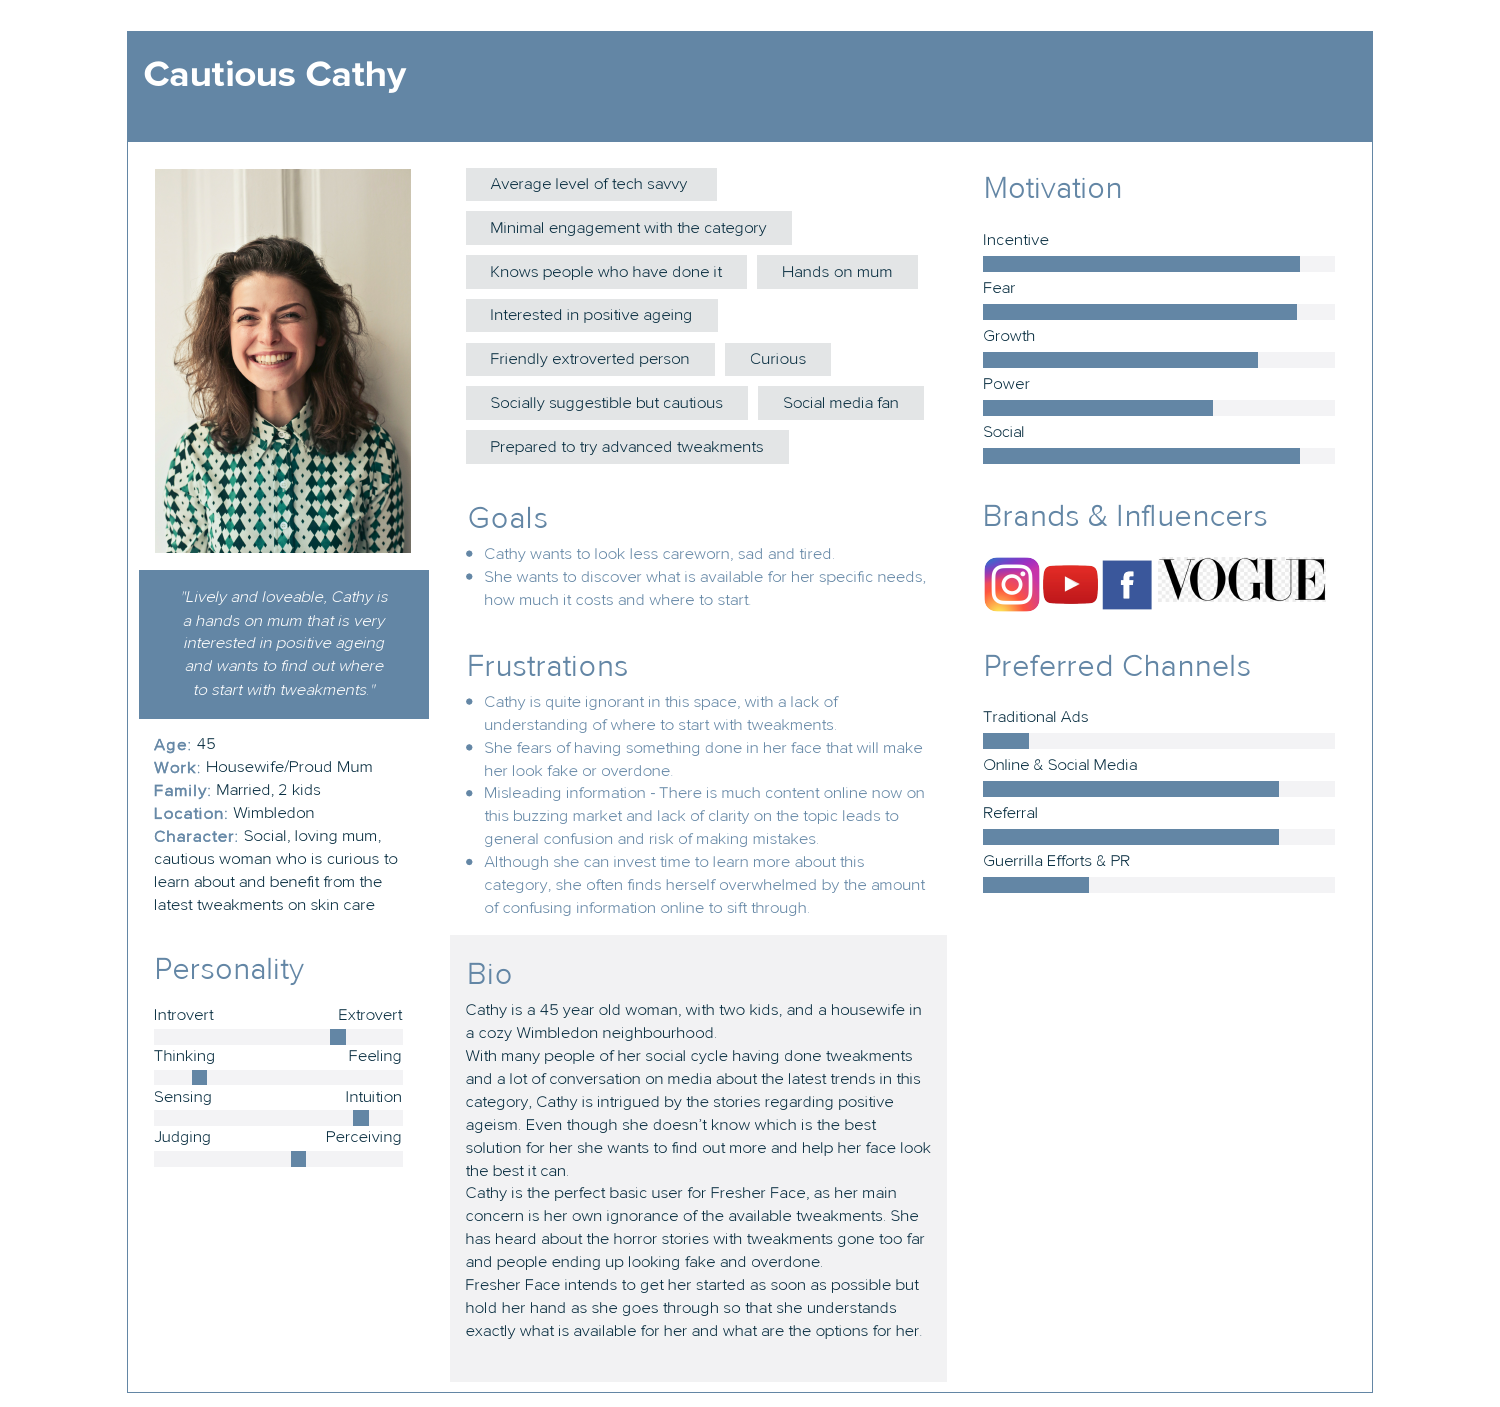 Cautious Cathy
"Lively and loveable, Cathy is
a hands on mum that is very
interested in positive ageing
and wants to find out where
to start with tweakments."
Age: 45
Work: Housewife/Proud Mum
Family: Married, 2 kids
Location: Wimbledon
Character: Social, loving mum,
cautious woman who is curious to
learn about and benefit from the
latest tweakments on skin care
Personality
Introvert Extrovert
Thinking Feeling
Sensing Intuition
Judging Perceiving
Average level of tech savvy
Minimal engagement with the category
Knows people who have done it Hands on mum
Interested in positive ageing
Friendly extroverted person Curious
Socially suggestible but cautious Social media fan
Prepared to try advanced tweakments
Goals
• Cathy wants to look less careworn, sad and tired.
• She wants to discover what is available for her specific needs,
how much it costs and where to start.
Frustrations
• Cathy is quite ignorant in this space, with a lack of
understanding of where to start with tweakments.
• She fears of having something done in her face that will make
her look fake or overdone.
• Misleading information - There is much content online now on
this buzzing market and lack of clarity on the topic leads to
general confusion and risk of making mistakes.
• Although she can invest time to learn more about this
category, she often finds herself overwhelmed by the amount
of confusing information online to sift through.
Bio
Cathy is a 45 year old woman, with two kids, and a housewife in
a cozy Wimbledon neighbourhood.
With many people of her social cycle having done tweakments
and a lot of conversation on media about the latest trends in this
category, Cathy is intrigued by the stories regarding positive
ageism. Even though she doesn't know which is the best
solution for her she wants to find out more and help her face look
the best it can.
Cathy is the perfect basic user for Fresher Face, as her main
concern is her own ignorance of the available tweakments. She
has heard about the horror stories with tweakments gone too far
and people ending up looking fake and overdone.
Fresher Face intends to get her started as soon as possible but
hold her hand as she goes through so that she understands
exactly what is available for her and what are the options for her.
Motivation
Incentive
Fear
Growth
Power
Social
Brands & Influencers
f VOGUE
Preferred Channels
Traditional Ads
Online & Social Media
Referral
Guerrilla Efforts & PR